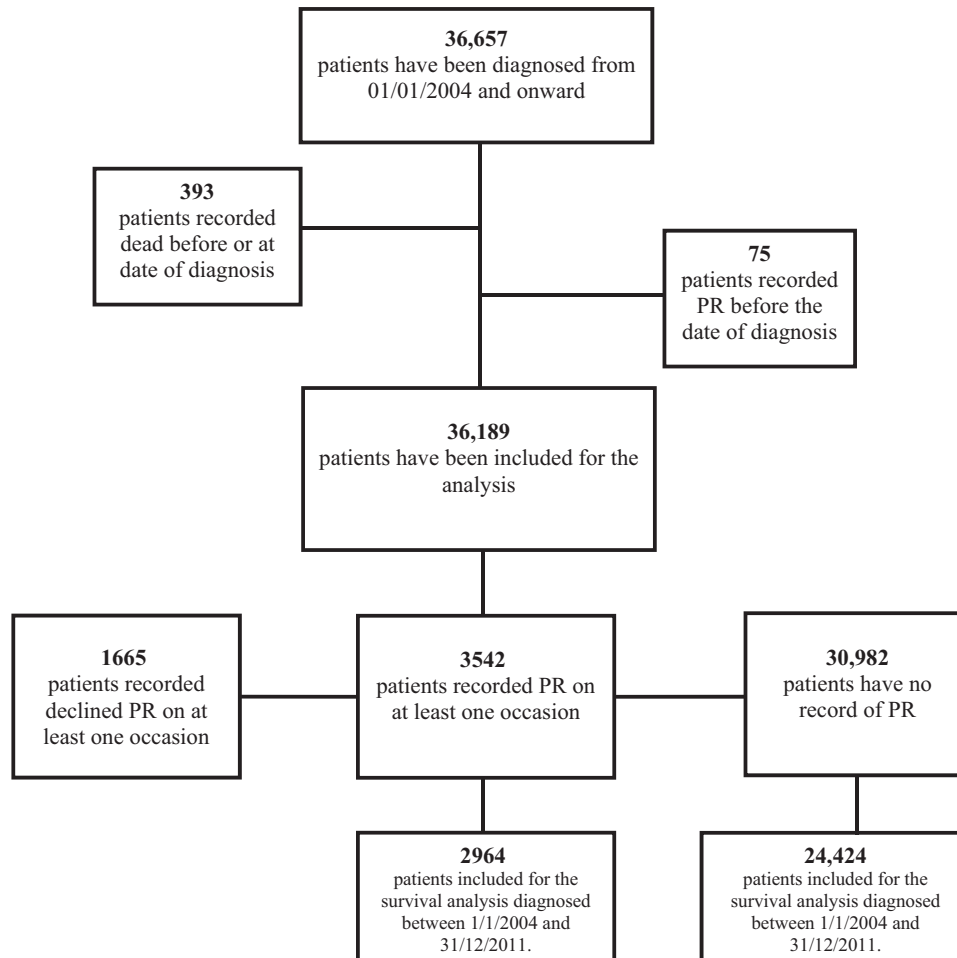 36,657
patients have been diagnosed from
01/01/2004 and onward
393
patients recorded
dead before or at
date of diagnosis
75
patients recorded
PR before the
date of diagnosis
36,189
patients have been included for the
analysis
1665
patients recorded
declined PR on at
least one occasion
3542
patients recorded PR on
at least one occasion
30,982
patients have no
record of PR
2964
patients included for the
survival analysis diagnosed
between 1/1/2004 and
31/12/2011.
24,424
patients included for the
survival analysis diagnosed
between 1/1/2004 and
31/12/2011.